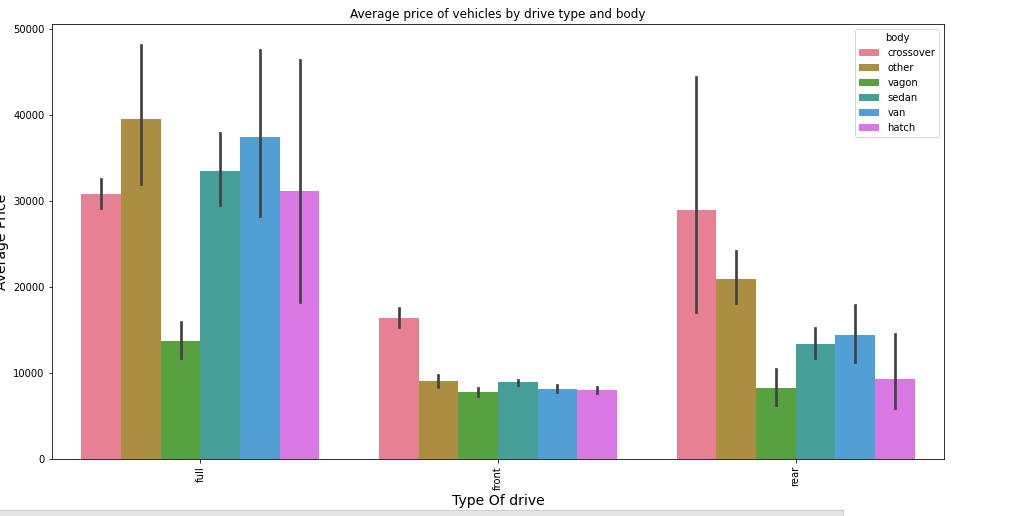 Average price of vehicles by drive type and body
50000
40000
30000
20000
10000
0
Average Price
body
crossover
other
vagon
sedan
van
hatch
full
front
rear
Type Of drive